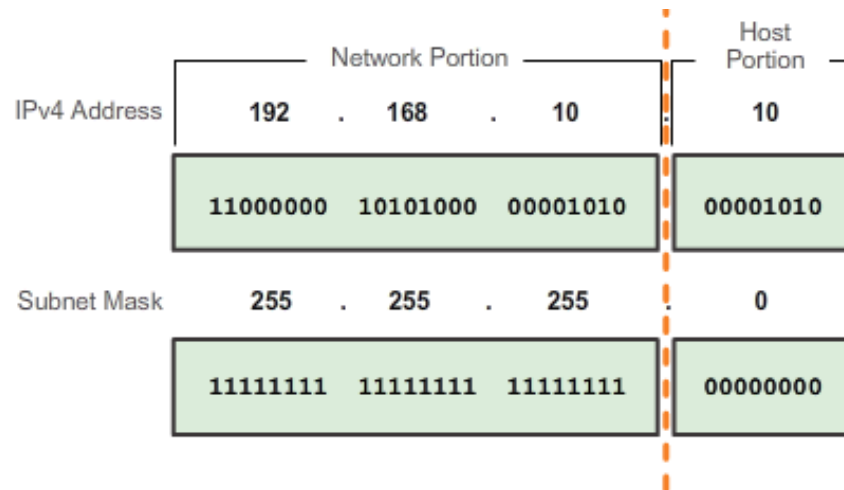 Network Portion
Host
Portion
IPv4 Address 192 . 168 . 10 . 10
11000000 10101000 00001010 00001010
Subnet Mask 255 . 255 . 255 . 0
11111111 11111111 11111111 00000000